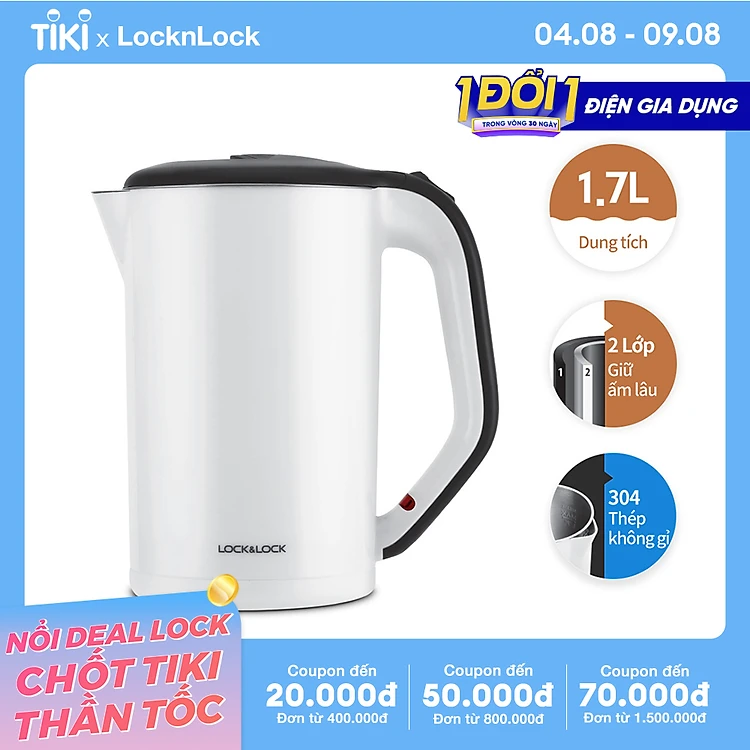 TIKI x LocknLock
04.08 - 09.08
1 ĐỔI 1
TRONG VÒNG 30 NGÀY
ĐIỆN GIA DỤNG
1.7L
Dung tích
1 2
2 Lớp
Giữ
ấm lâu
304
Thép
không gỉ
LOCK&LOCK
NỔI DEAL LOCK
CHỐT TIKI
THẦN TỐC
Coupon đến
20.000đ
Đơn từ 400.000đ
Coupon đến
50.000đ
Đơn từ 800.000đ
Coupon đến
70.000đ
Đơn từ 1.500.000đ